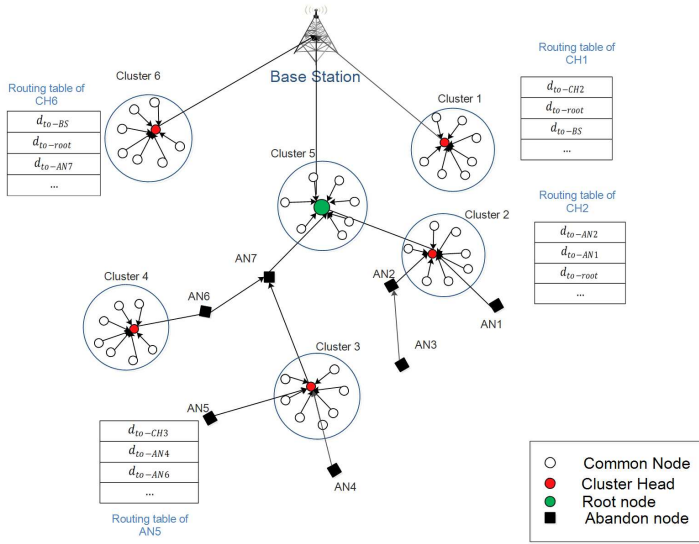 Base Station
Cluster 6
Routing table of
CH6
d_{to-BS}
d_{to-root}
d_{to-AN7}
...
Routing table of
CH1
d_{to-CH2}
d_{to-root}
d_{to-BS}
...
Cluster 1
Cluster 5
Cluster 2
Routing table of
CH2
d_{to-AN2}
d_{to-AN1}
d_{to-root}
...
AN7
AN2
AN1
Cluster 4
AN6
AN3
Cluster 3
AN5
AN4
d_{to-CH3}
d_{to-AN4}
d_{to-AN6}
...
Routing table of
AN5
Common Node
Cluster Head
Root node
Abandon node